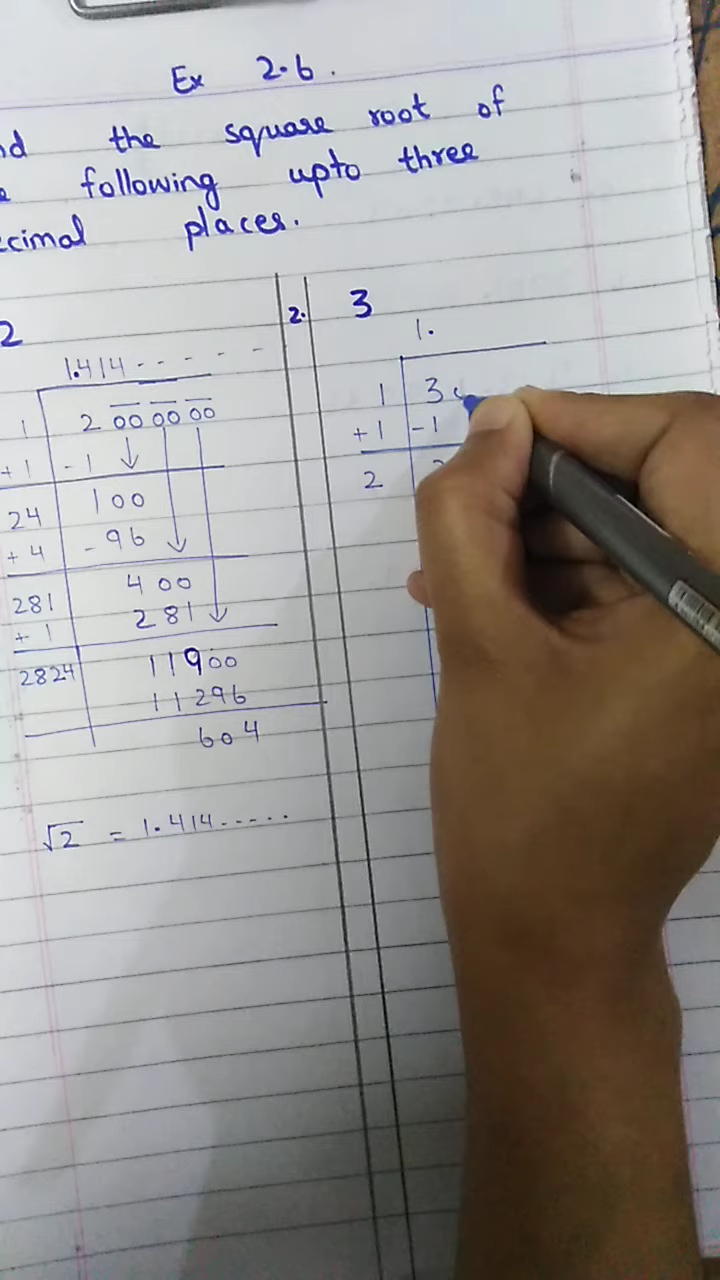 Ex 2.6.
nd the square root of
e following upto three
ecimal places.
2
1.414 - - - - -
1 2 00 00 00
+1 -1
24 100
+4 -96
281 400
+1 281
2824 11900
11296
604
√2 = 1.414.....
2. 3
1.
1 3
+1 -1
2